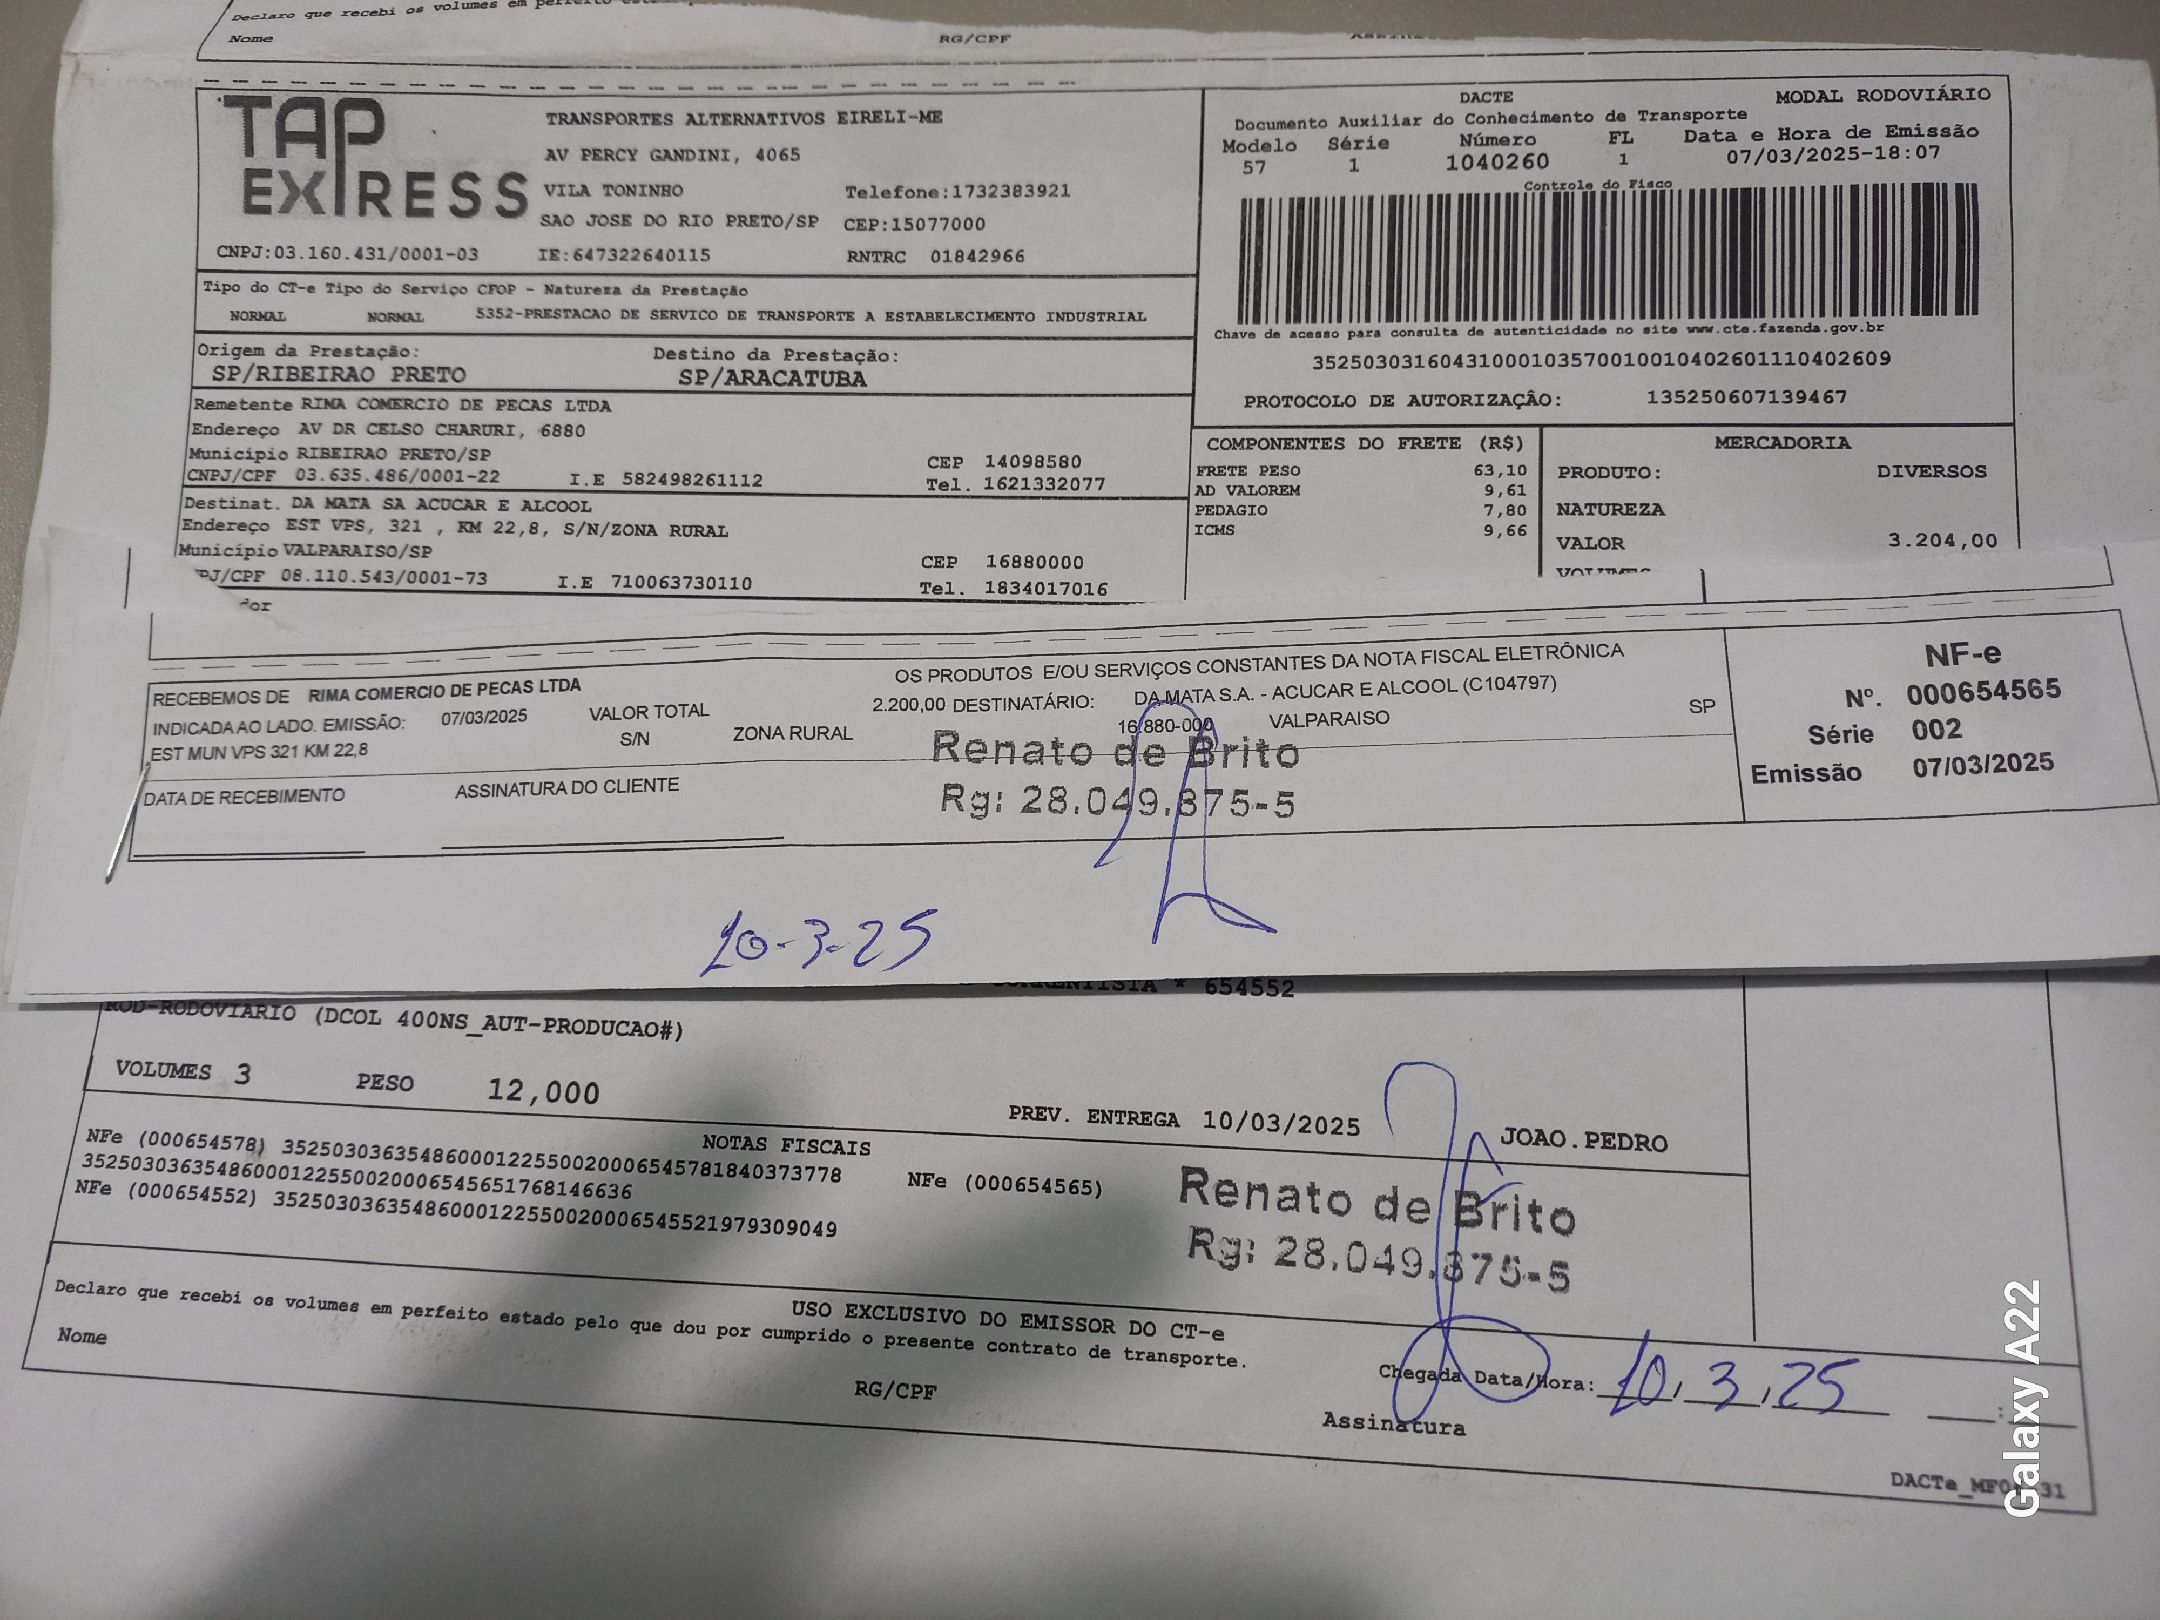 Declaro que recebi os volumes em
Nome RG/CPF
TAP EXPRESS
TRANSPORTES ALTERNATIVOS EIRELI-ME
AV PERCY GANDINI, 4065
VILA TONINHO Telefone:1732383921
SAO JOSE DO RIO PRETO/SP CEP:15077000
CNPJ:03.160.431/0001-03 IE:647322640115 RNTRC 01842966
DACTE MODAL RODOVIÁRIO
Documento Auxiliar do Conhecimento de Transporte
Modelo Série Número FL Data e Hora de Emissão
57 1 1040260 1 07/03/2025-18:07
Controle do Fisco
Chave de acesso para consulta de autenticidade no site www.cte.fazenda.gov.br
35250303160431000103570010010402601110402609
PROTOCOLO DE AUTORIZAÇÂO: 135250607139467
Tipo do CT-e Tipo do Serviço CFOP - Natureza da Prestação
NORMAL NORMAL 5352-PRESTACAO DE SERVICO DE TRANSPORTE A ESTABELECIMENTO INDUSTRIAL
Origem da Prestação: Destino da Prestação:
SP/RIBEIRAO PRETO SP/ARACATUBA
Remetente RIMA COMERCIO DE PECAS LTDA
Endereço AV DR CELSO CHARURI, 6880
Município RIBEIRAO PRETO/SP CEP 14098580
CNPJ/CPF 03.635.486/0001-22 I.E 582498261112 Tel. 1621332077
Destinat. DA MATA SA ACUCAR E ALCOOL
Endereço EST VPS, 321 , KM 22,8, S/N/ZONA RURAL
Município VALPARAISO/SP CEP 16880000
PJ/CPF 08.110.543/0001-73 I.E 710063730110 Tel. 1834017016
COMPONENTES DO FRETE (R$)
FRETE PESO 63,10
AD VALOREM 9,61
PEDAGIO 7,80
ICMS 9,66
MERCADORIA
PRODUTO: DIVERSOS
NATUREZA
VALOR 3.204,00
RECEBEMOS DE RIMA COMERCIO DE PECAS LTDA OS PRODUTOS E/OU SERVIÇOS CONSTANTES DA NOTA FISCAL ELETRÔNICA
INDICADA AO LADO. EMISSÃO: 07/03/2025 VALOR TOTAL 2.200,00 DESTINATÁRIO: DA MATA S.A. - ACUCAR E ALCOOL (C104797)
EST MUN VPS 321 KM 22,8 S/N ZONA RURAL 16.880-000 VALPARAISO SP
DATA DE RECEBIMENTO ASSINATURA DO CLIENTE
Renato de Brito
Rg: 28.049.875-5
NF-e
Nº. 000654565
Série 002
Emissão 07/03/2025
10-3-25
CORRENTISTA * 654552
ROD-RODOVIARIO (DCOL 400NS_AUT-PRODUCAO#)
VOLUMES 3 PESO 12,000
PREV. ENTREGA 10/03/2025 JOAO.PEDRO
NOTAS FISCAIS
NFe (000654578) 35250303635486000122550020006545781840373778 NFe (000654565)
35250303635486000122550020006545651768146636
NFe (000654552) 35250303635486000122550020006545521979309049
Renato de Brito
Rg: 28.049.875-5
USO EXCLUSIVO DO EMISSOR DO CT-e
Declaro que recebi os volumes em perfeito estado pelo que dou por cumprido o presente contrato de transporte.
Nome RG/CPF Assinatura
Chegada Data/Hora: 10, 3, 25 :
Galaxy A22